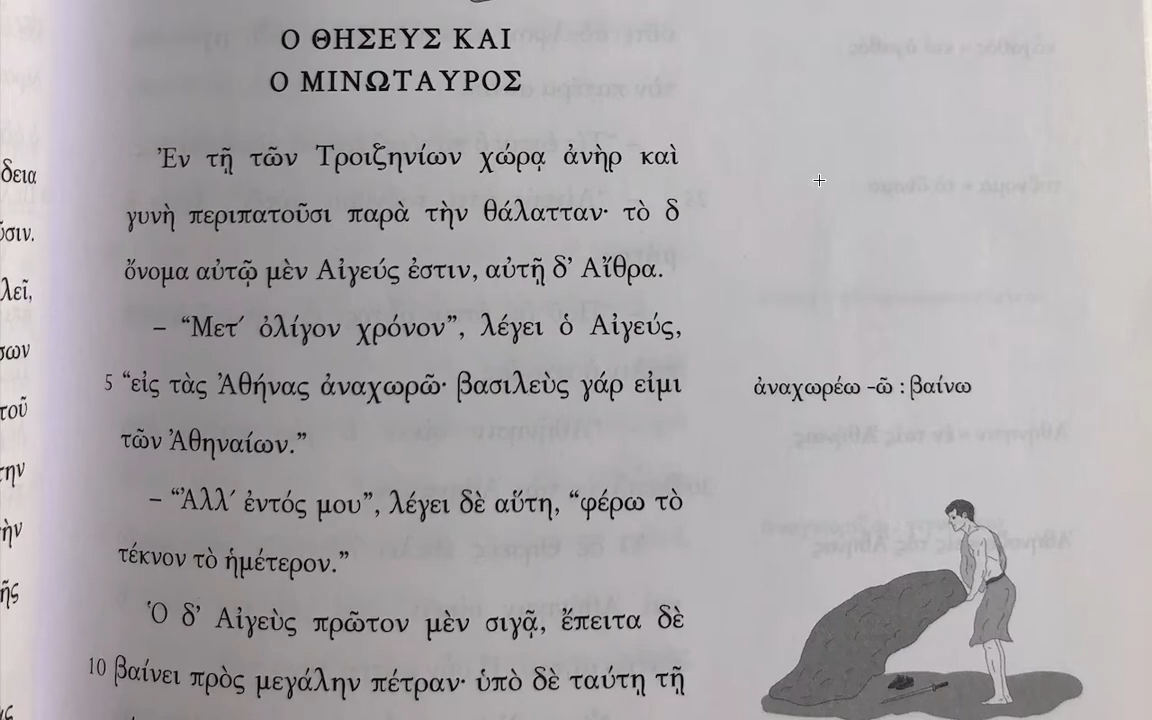 Ο ΘΗΣΕΥΣ ΚΑΙ
Ο ΜΙΝΩΤΑΥΡΟΣ
Ἐν τῇ τῶν Τροιζηνίων χώρᾳ ἀνὴρ καὶ
γυνὴ περιπατοῦσι παρὰ τὴν θάλατταν· τὸ δ
ὄνομα αὐτῷ μὲν Αἰγεύς ἐστιν, αὐτῇ δ’ Αἴθρα.
– “Μετ’ ὀλίγον χρόνον”, λέγει ὁ Αἰγεύς,
5 “εἰς τὰς Ἀθήνας ἀναχωρῶ· βασιλεὺς γάρ εἰμι
τῶν Ἀθηναίων.”
– “Ἀλλ’ ἐντός μου”, λέγει δὲ αὕτη, “φέρω τὸ
τέκνον τὸ ἡμέτερον.”
Ὁ δ’ Αἰγεὺς πρῶτον μὲν σιγᾷ, ἔπειτα δὲ
10 βαίνει πρὸς μεγάλην πέτραν· ὑπὸ δὲ ταύτῃ τῇ
ἀναχωρέω -ῶ : βαίνω